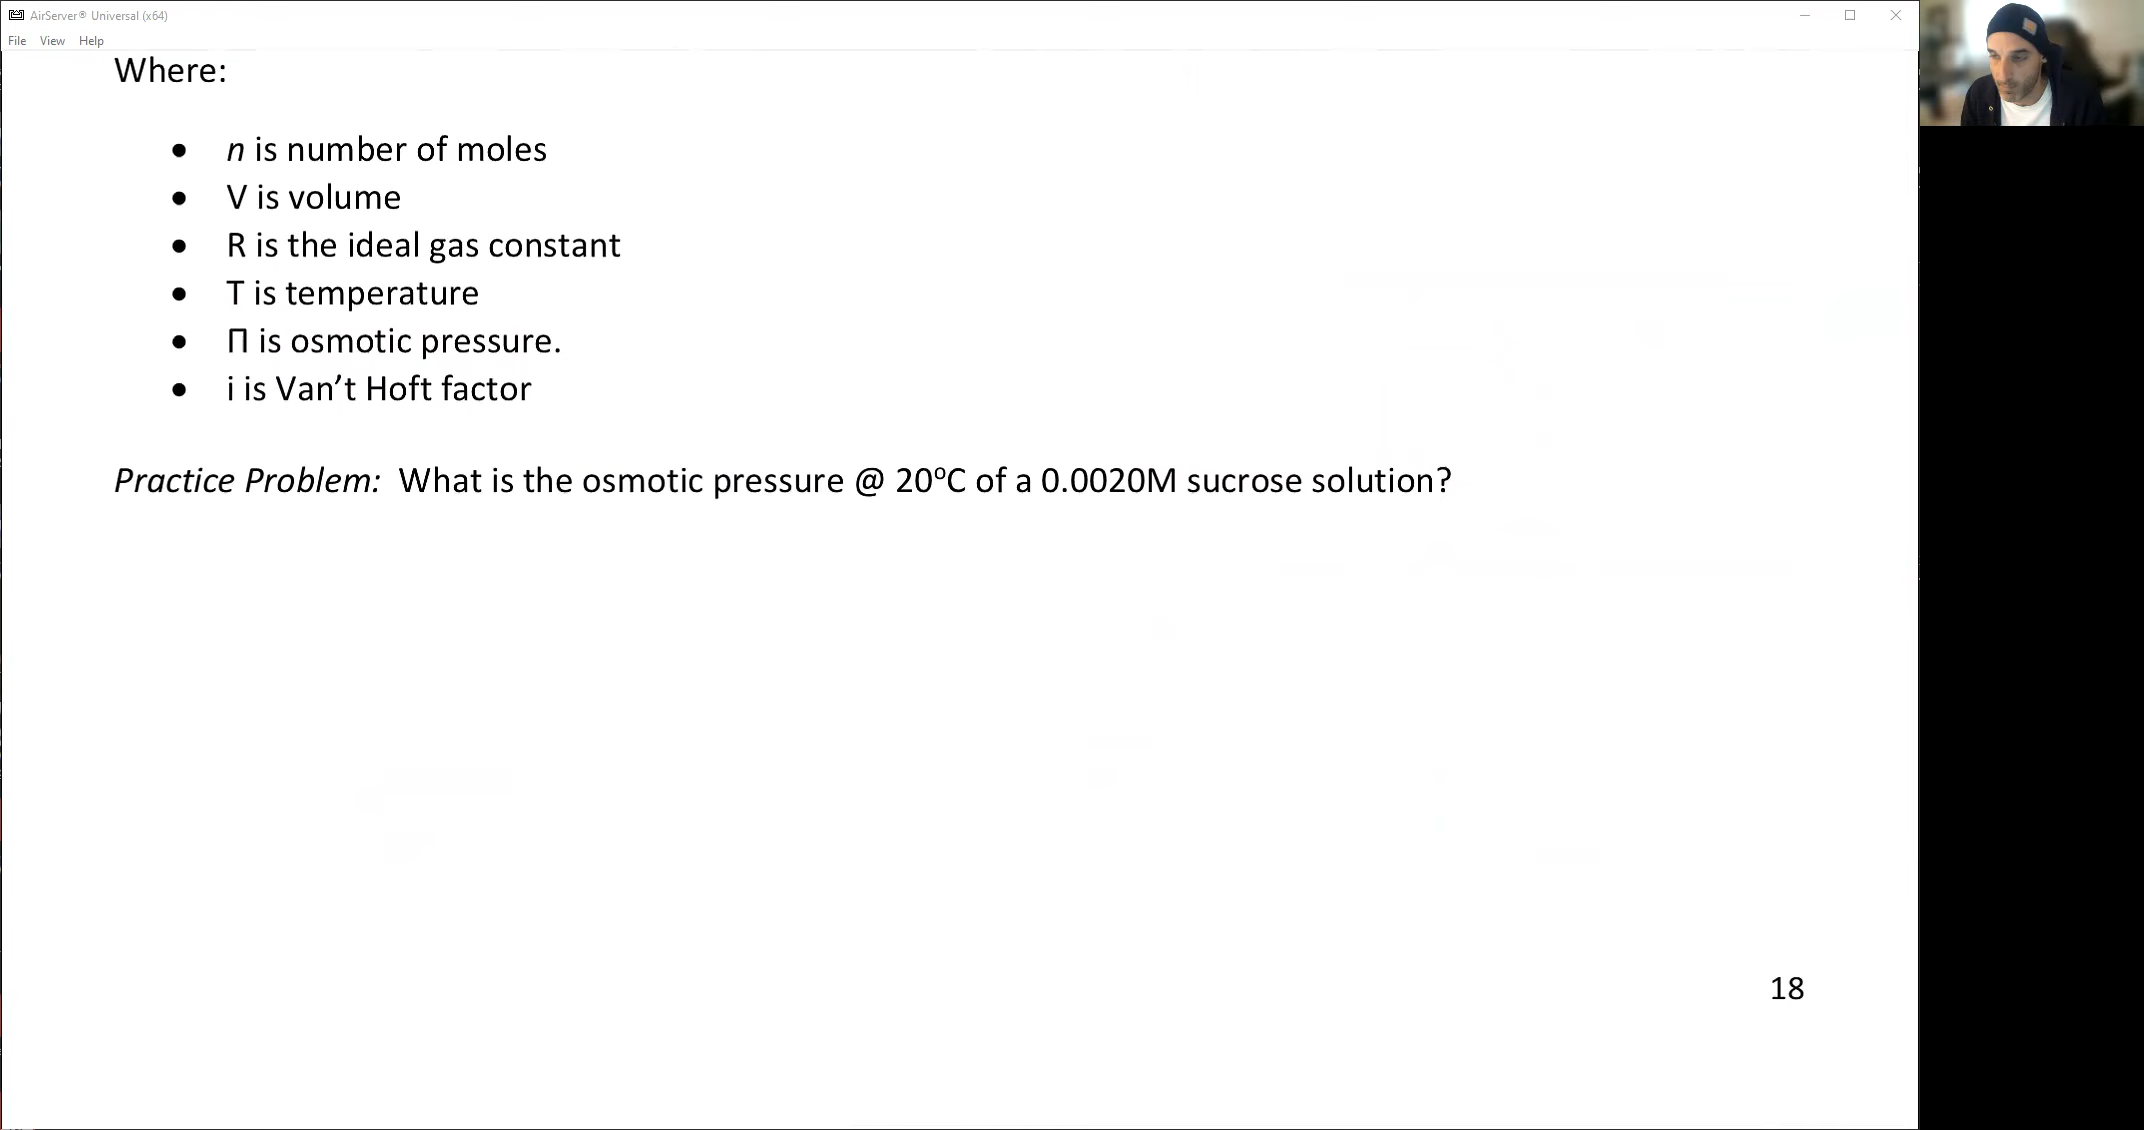 AirServer® Universal (x64)
File View Help
Where:
• n is number of moles
• V is volume
• R is the ideal gas constant
• T is temperature
• Π is osmotic pressure.
• i is Van’t Hoft factor
Practice Problem: What is the osmotic pressure @ 20ºC of a 0.0020M sucrose solution?
18